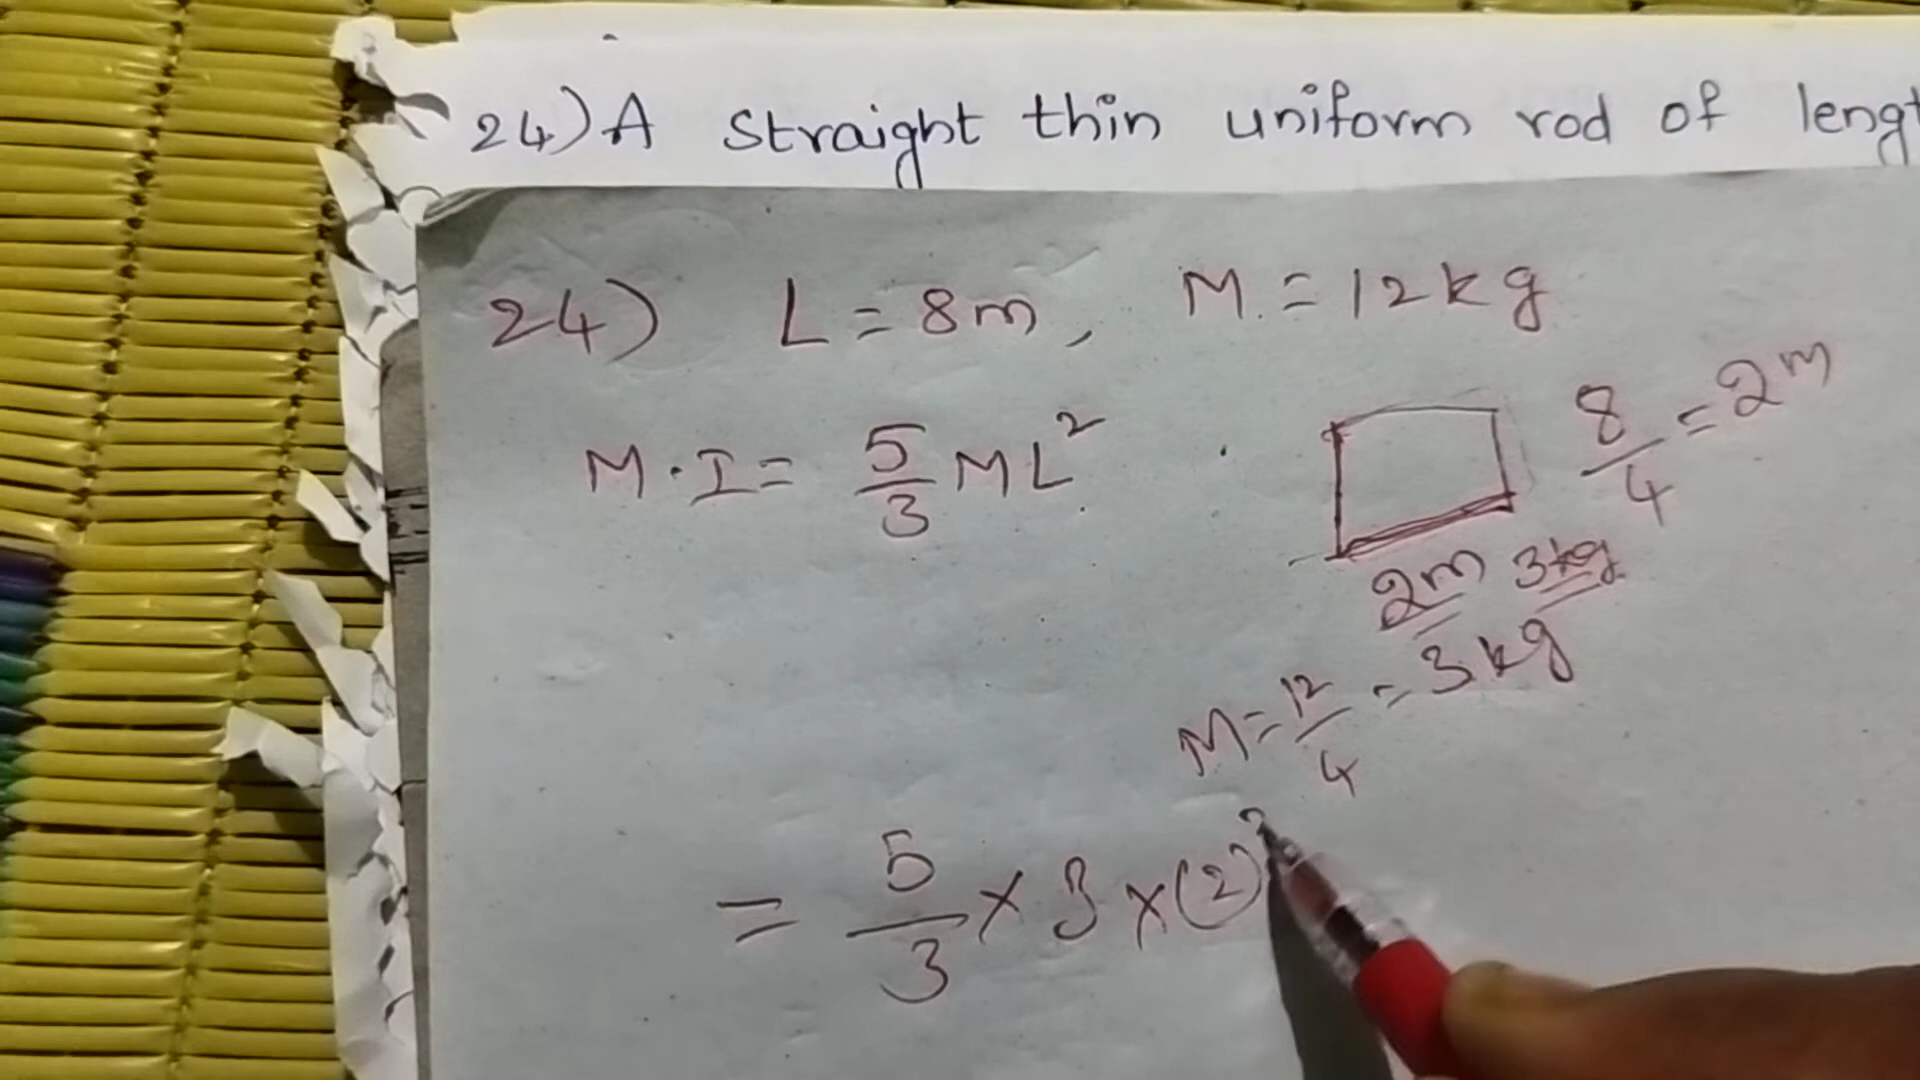 24) A straight thin uniform rod of lengt
24) L = 8m, M = 12kg
M.I = 5/3 ML²
8/4 = 2m
2m 3kg
M = 12/4 = 3kg
= 5/3 × 3 × (2)²